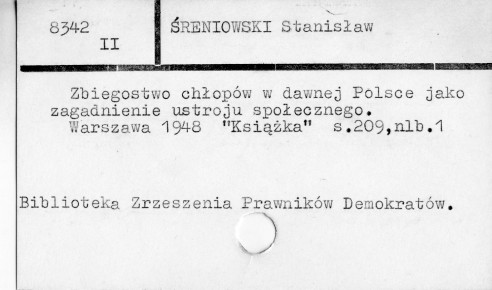 8342
II
ŚRENIOWSKI Stanisław
Zbiegostwo chłopów w dawnej Polsce jako
zagadnienie ustroju społecznego.
Warszawa 1948 "Książka" s.209,nlb.1
Biblioteka Zrzeszenia Prawników Demokratów.